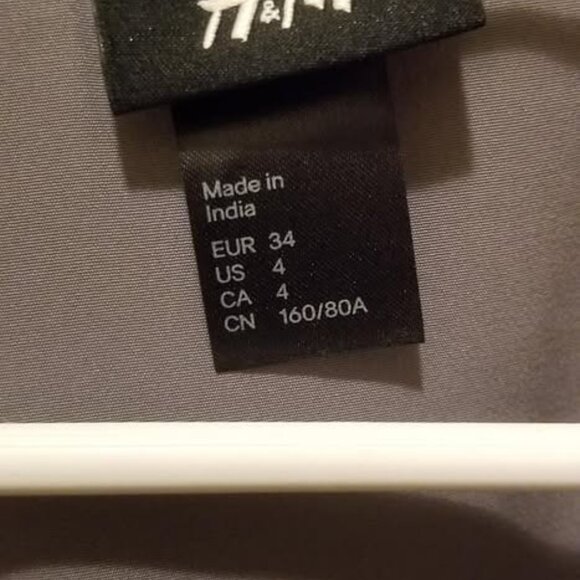 H&M
Made in
India
EUR 34
US 4
CA 4
CN 160/80A